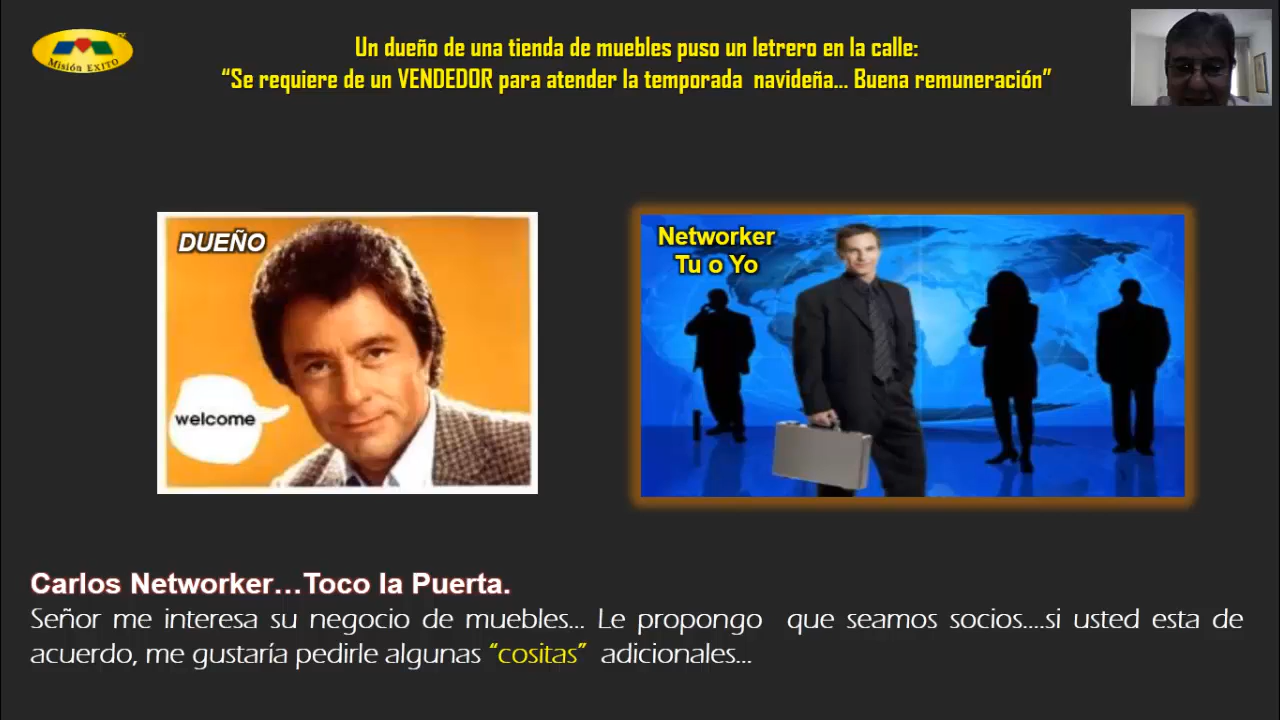 Misión EXITO
Un dueño de una tienda de muebles puso un letrero en la calle:
“Se requiere de un VENDEDOR para atender la temporada navideña... Buena remuneración”
DUEÑO
welcome
Networker
Tu o Yo
Carlos Networker...Toco la Puerta.
Señor me interesa su negocio de muebles... Le propongo que seamos socios....si usted esta de
acuerdo, me gustaría pedirle algunas “cositas” adicionales...